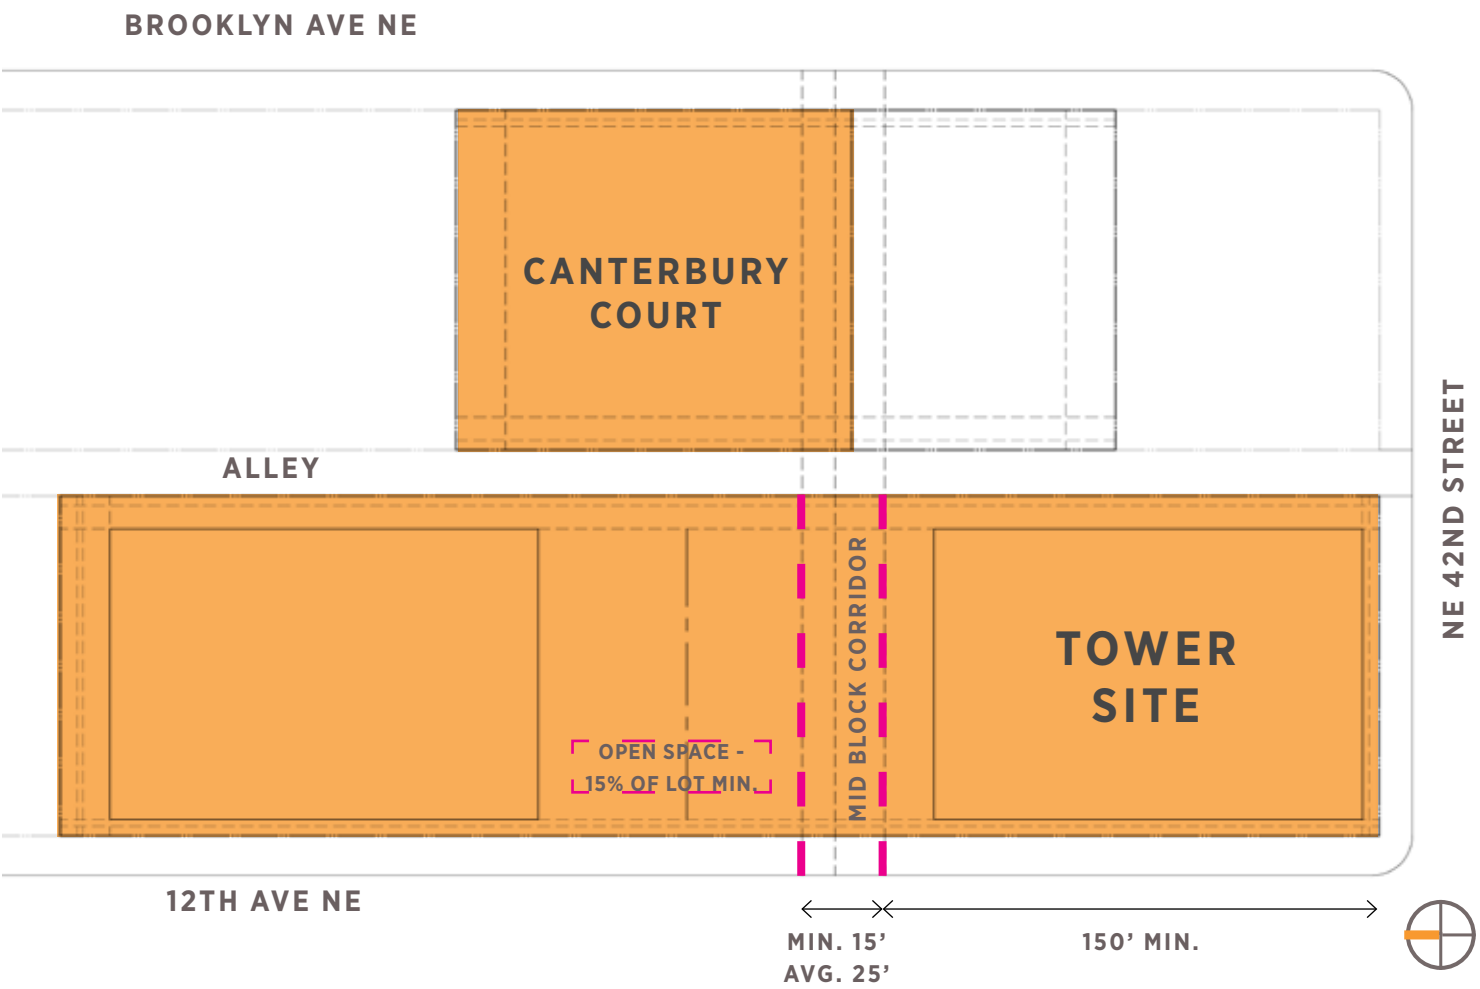 BROOKLYN AVE NE
CANTERBURY
COURT
ALLEY
NE 42ND STREET
MID BLOCK CORRIDOR
TOWER
SITE
OPEN SPACE -
15% OF LOT MIN.
12TH AVE NE
MIN. 15’
AVG. 25’
150’ MIN.